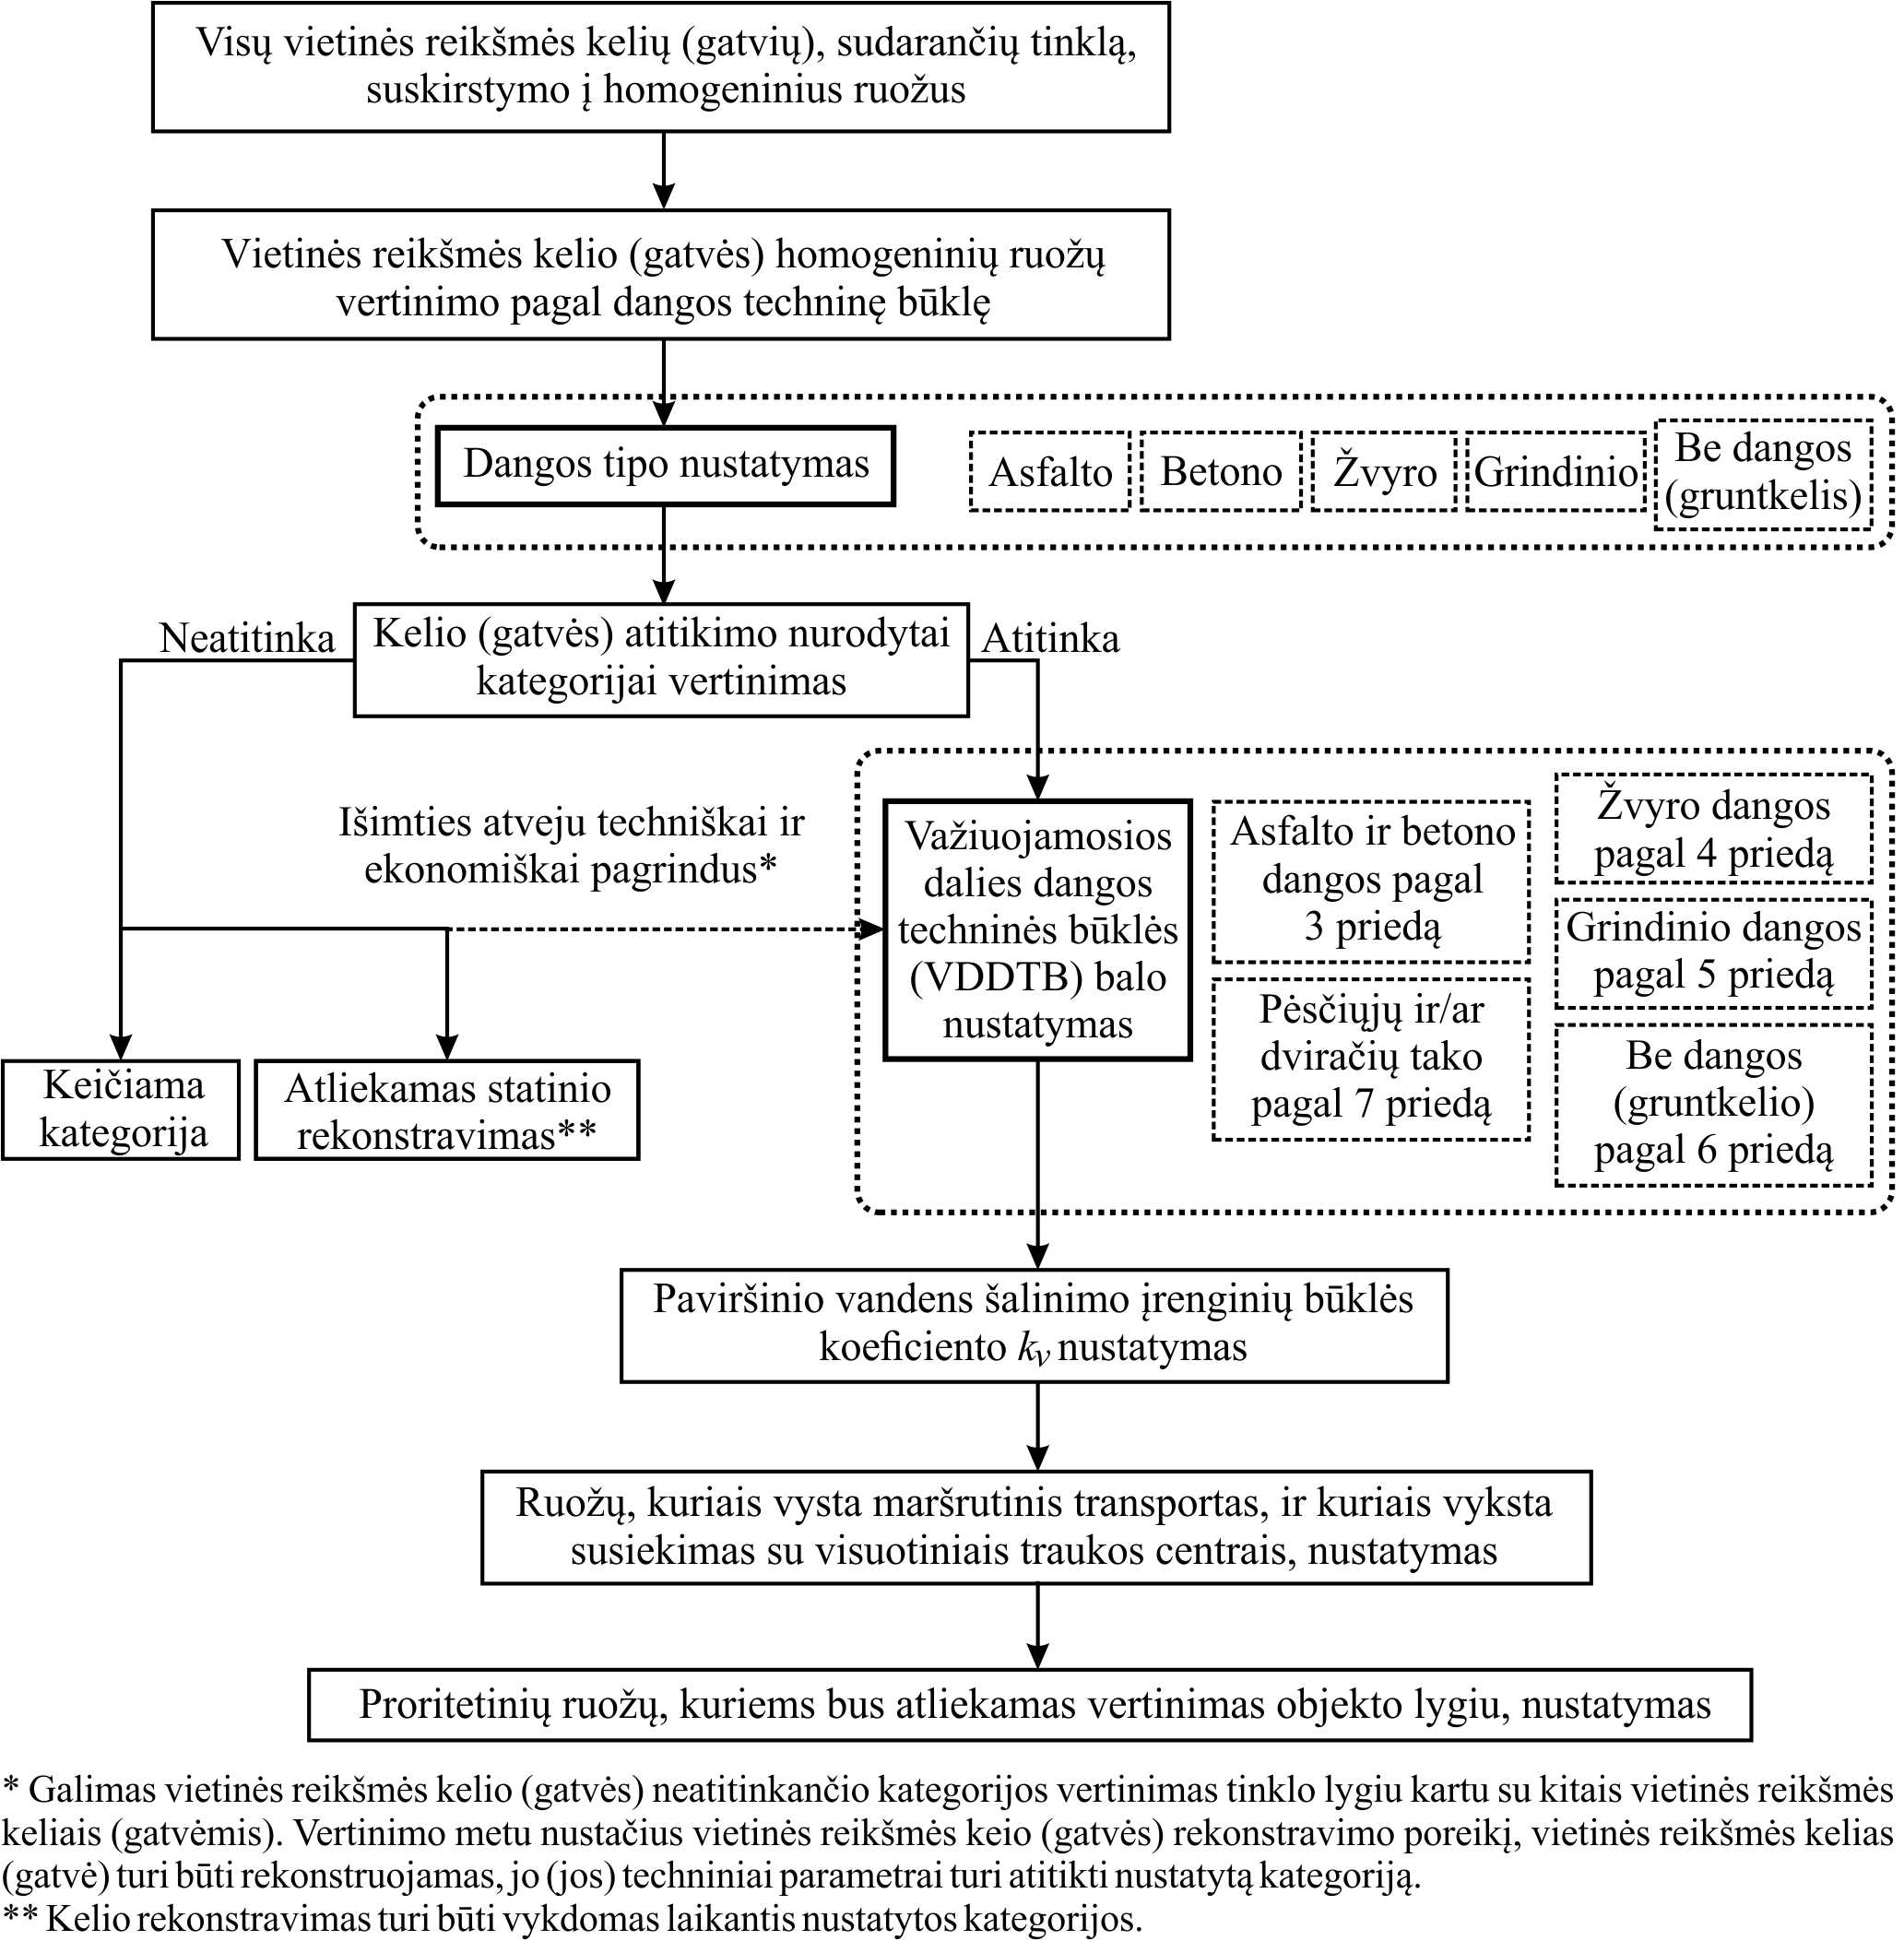 Visų vietinės reikšmės kelių (gatvių), sudarančių tinklą,
suskirstymo į homogeninius ruožus
Vietinės reikšmės kelio (gatvės) homogeninių ruožų
vertinimo pagal dangos techninę būklę
Dangos tipo nustatymas
Asfalto
Betono
Žvyro
Grindinio
Be dangos
(gruntkelis)
Neatitinka
Kelio (gatvės) atitikimo nurodytai
kategorijai vertinimas
Atitinka
Išimties atveju techniškai ir
ekonomiškai pagrindus*
Važiuojamosios
dalies dangos
techninės būklės
(VDDTB) balo
nustatymas
Asfalto ir betono
dangos pagal
3 priedą
Pėsčiųjų ir/ar
dviračių tako
pagal 7 priedą
Žvyro dangos
pagal 4 priedą
Grindinio dangos
pagal 5 priedą
Be dangos
(gruntkelio)
pagal 6 priedą
Keičiama
kategorija
Atliekamas statinio
rekonstravimas**
Paviršinio vandens šalinimo įrenginių būklės
koeficiento kv nustatymas
Ruožų, kuriais vysta maršrutinis transportas, ir kuriais vyksta
susiekimas su visuotiniais traukos centrais, nustatymas
Proritetinių ruožų, kuriems bus atliekamas vertinimas objekto lygiu, nustatymas
* Galimas vietinės reikšmės kelio (gatvės) neatitinkančio kategorijos vertinimas tinklo lygiu kartu su kitais vietinės reikšmės
keliais (gatvėmis). Vertinimo metu nustačius vietinės reikšmės keio (gatvės) rekonstravimo poreikį, vietinės reikšmės kelias
(gatvė) turi būti rekonstruojamas, jo (jos) techniniai parametrai turi atitikti nustatytą kategoriją.
** Kelio rekonstravimas turi būti vykdomas laikantis nustatytos kategorijos.